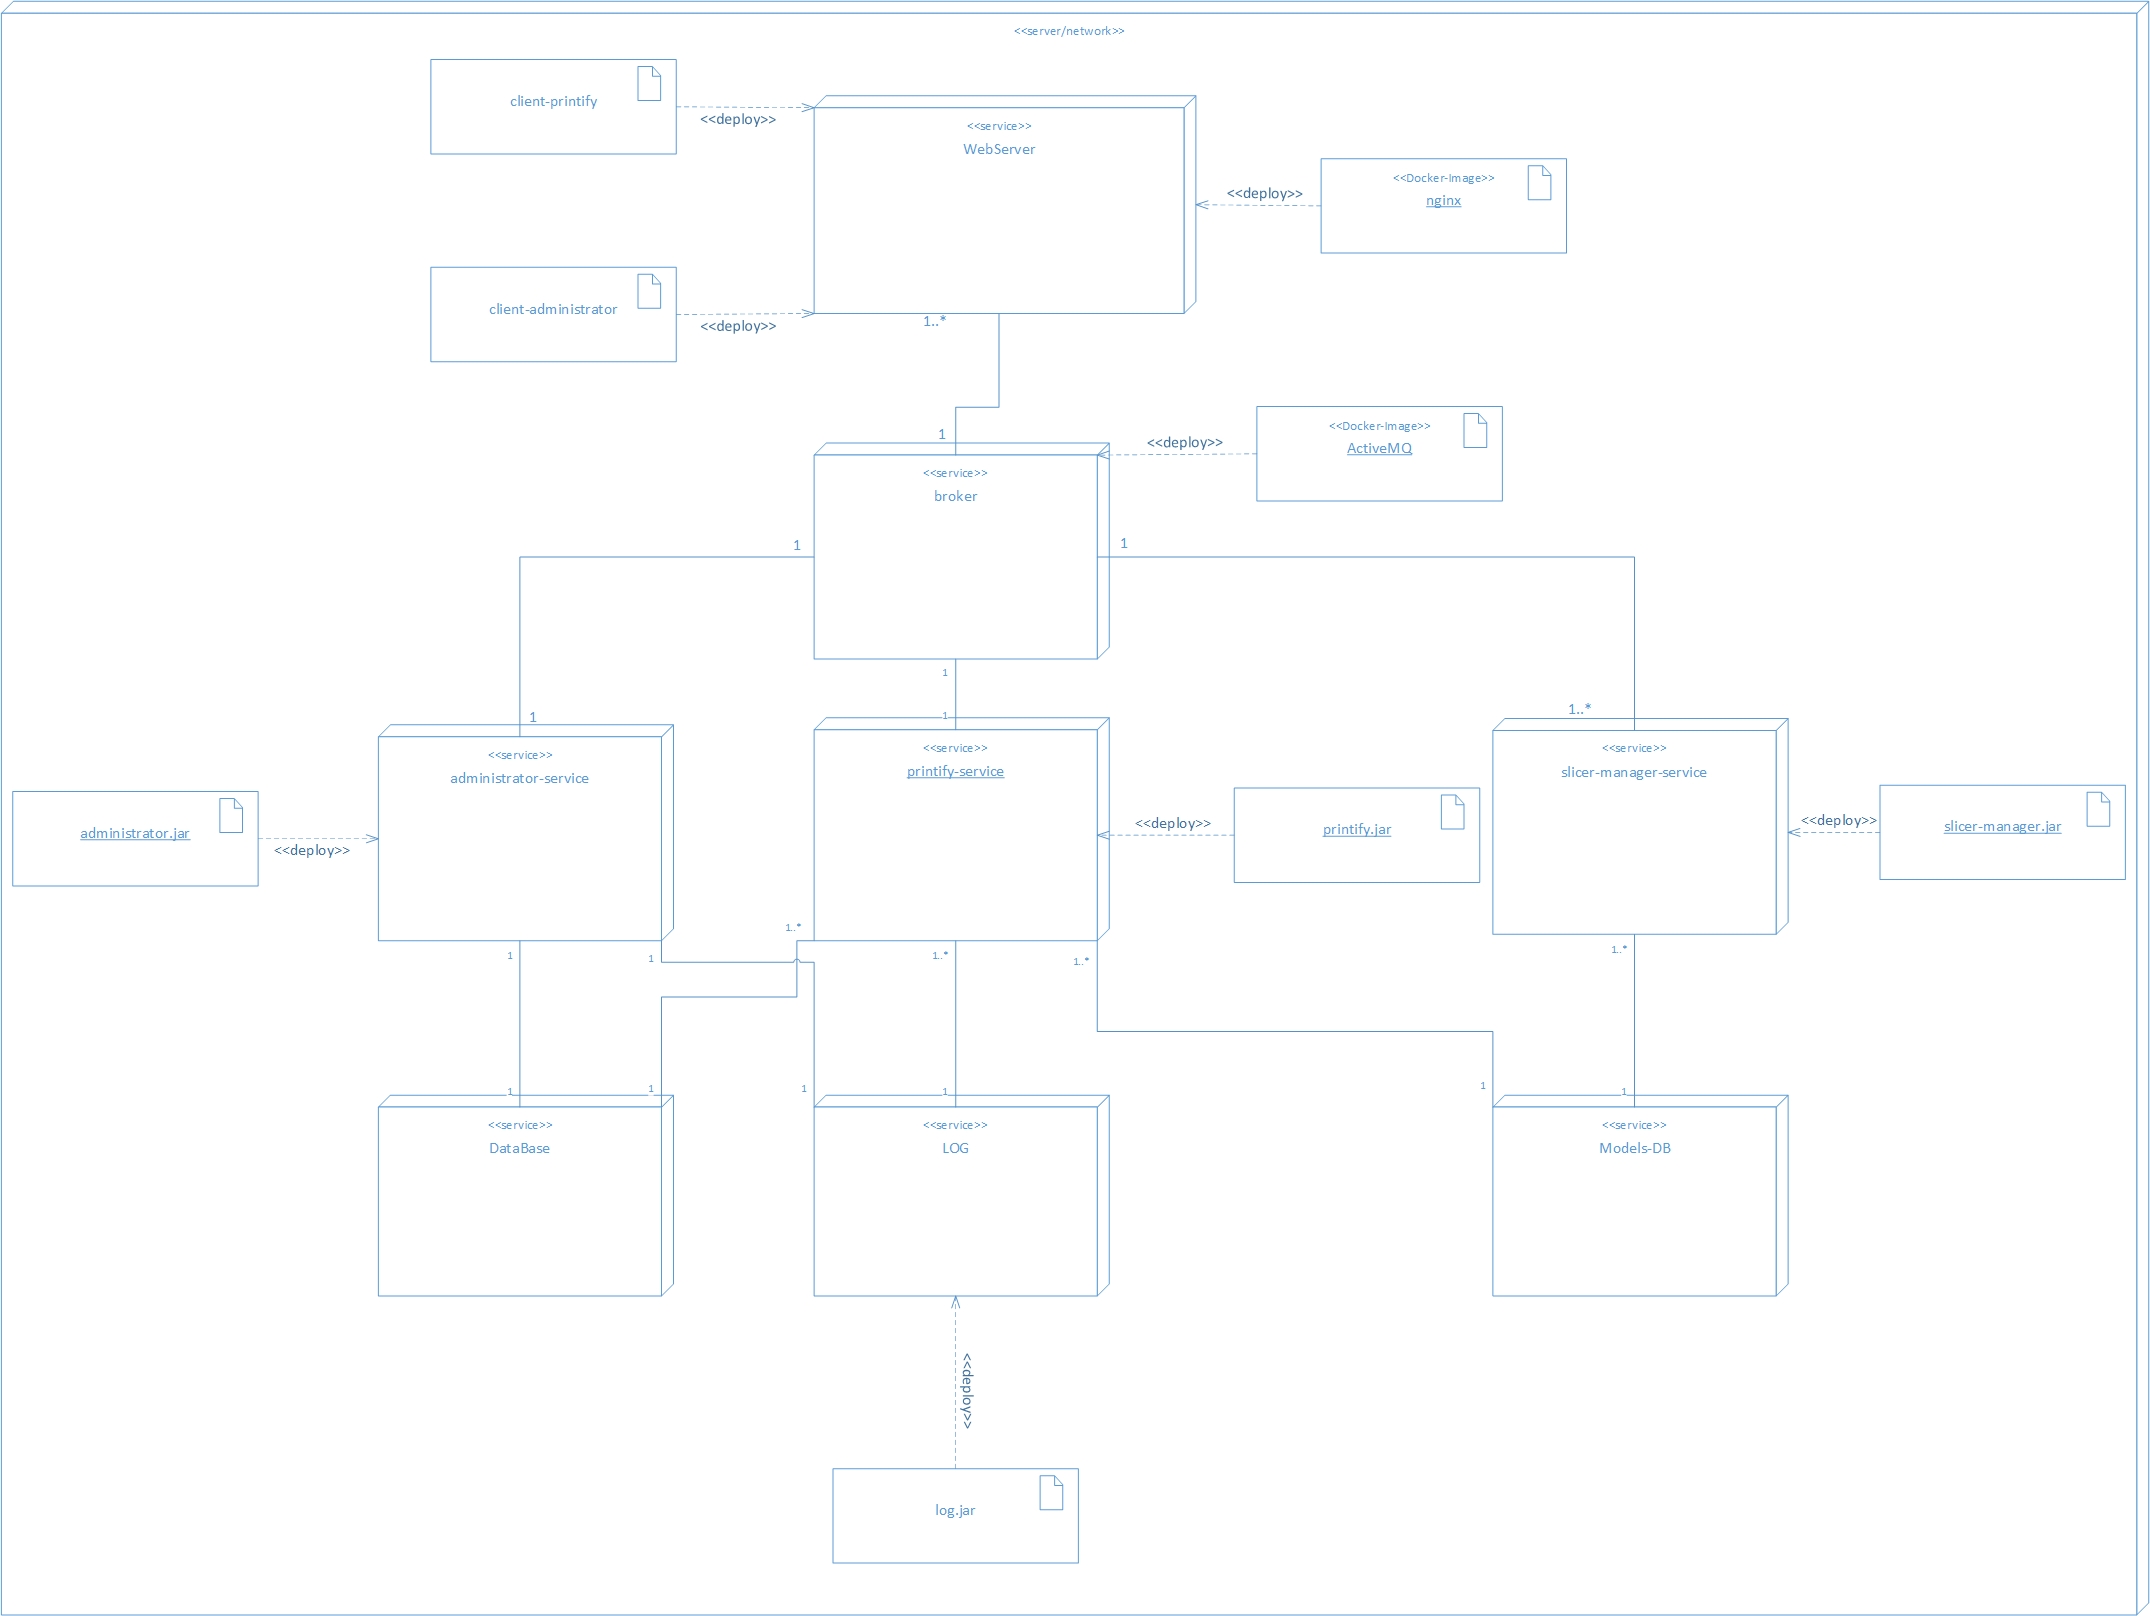 <<server/network>>
client-printify
<<deploy>>
<<service>>
WebServer
<<deploy>>
<<Docker-Image>>
nginx
client-administrator
<<deploy>>
1..*
1
<<service>>
broker
<<deploy>>
<<Docker-Image>>
ActiveMQ
1
1
1
1
1
1..*
<<service>>
administrator-service
<<service>>
printify-service
<<service>>
slicer-manager-service
administrator.jar
<<deploy>>
<<deploy>>
printify.jar
<<deploy>>
slicer-manager.jar
1
1
1..*
1..*
1..*
1..*
1
1
1
1
1
1
<<service>>
DataBase
<<service>>
LOG
<<service>>
Models-DB
<<deploy>>
log.jar